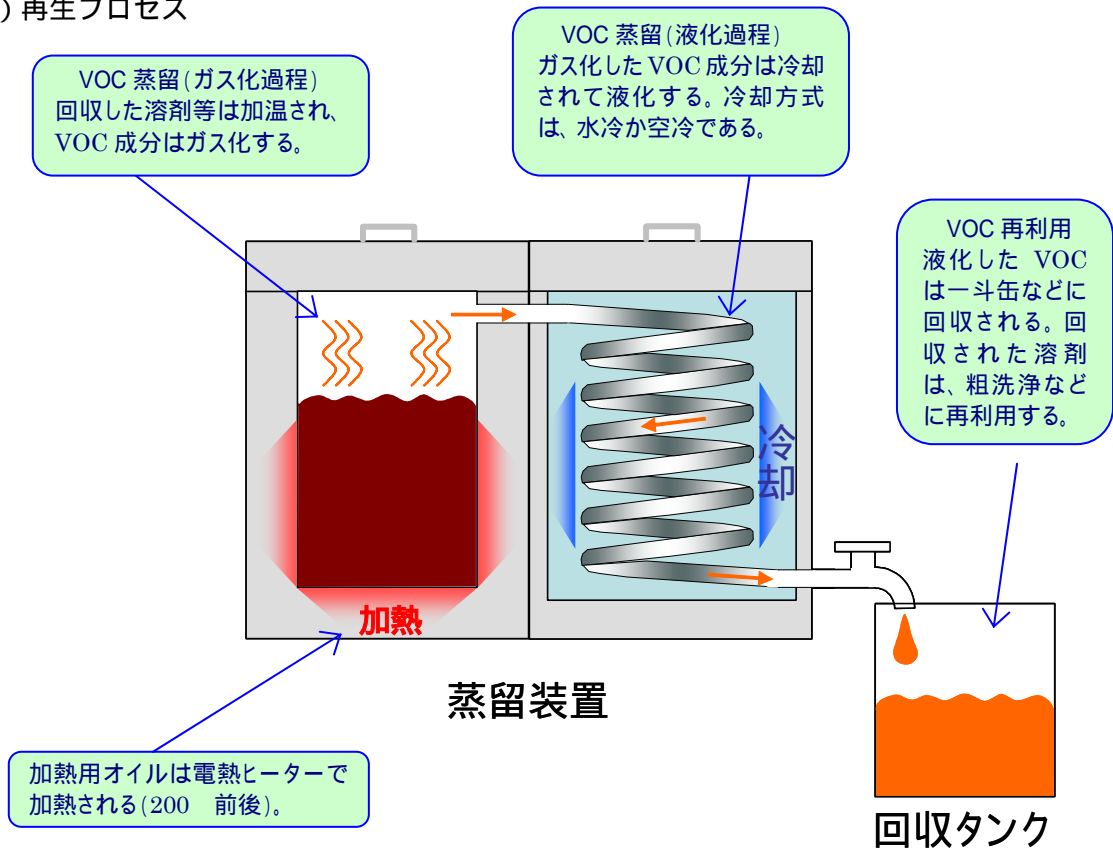 ) 再生プロセス
VOC 蒸留(ガス化過程)
回収した溶剤等は加温され、
VOC 成分はガス化する。
VOC 蒸留(液化過程)
ガス化した VOC 成分は冷却
されて液化する。冷却方式
は、水冷か空冷である。
VOC 再利用
液化した VOC
は一斗缶などに
回収される。回
収された溶剤
は、粗洗浄など
に再利用する。
冷却
加熱
蒸留装置
加熱用オイルは電熱ヒーターで
加熱される(200 前後)。
回収タンク